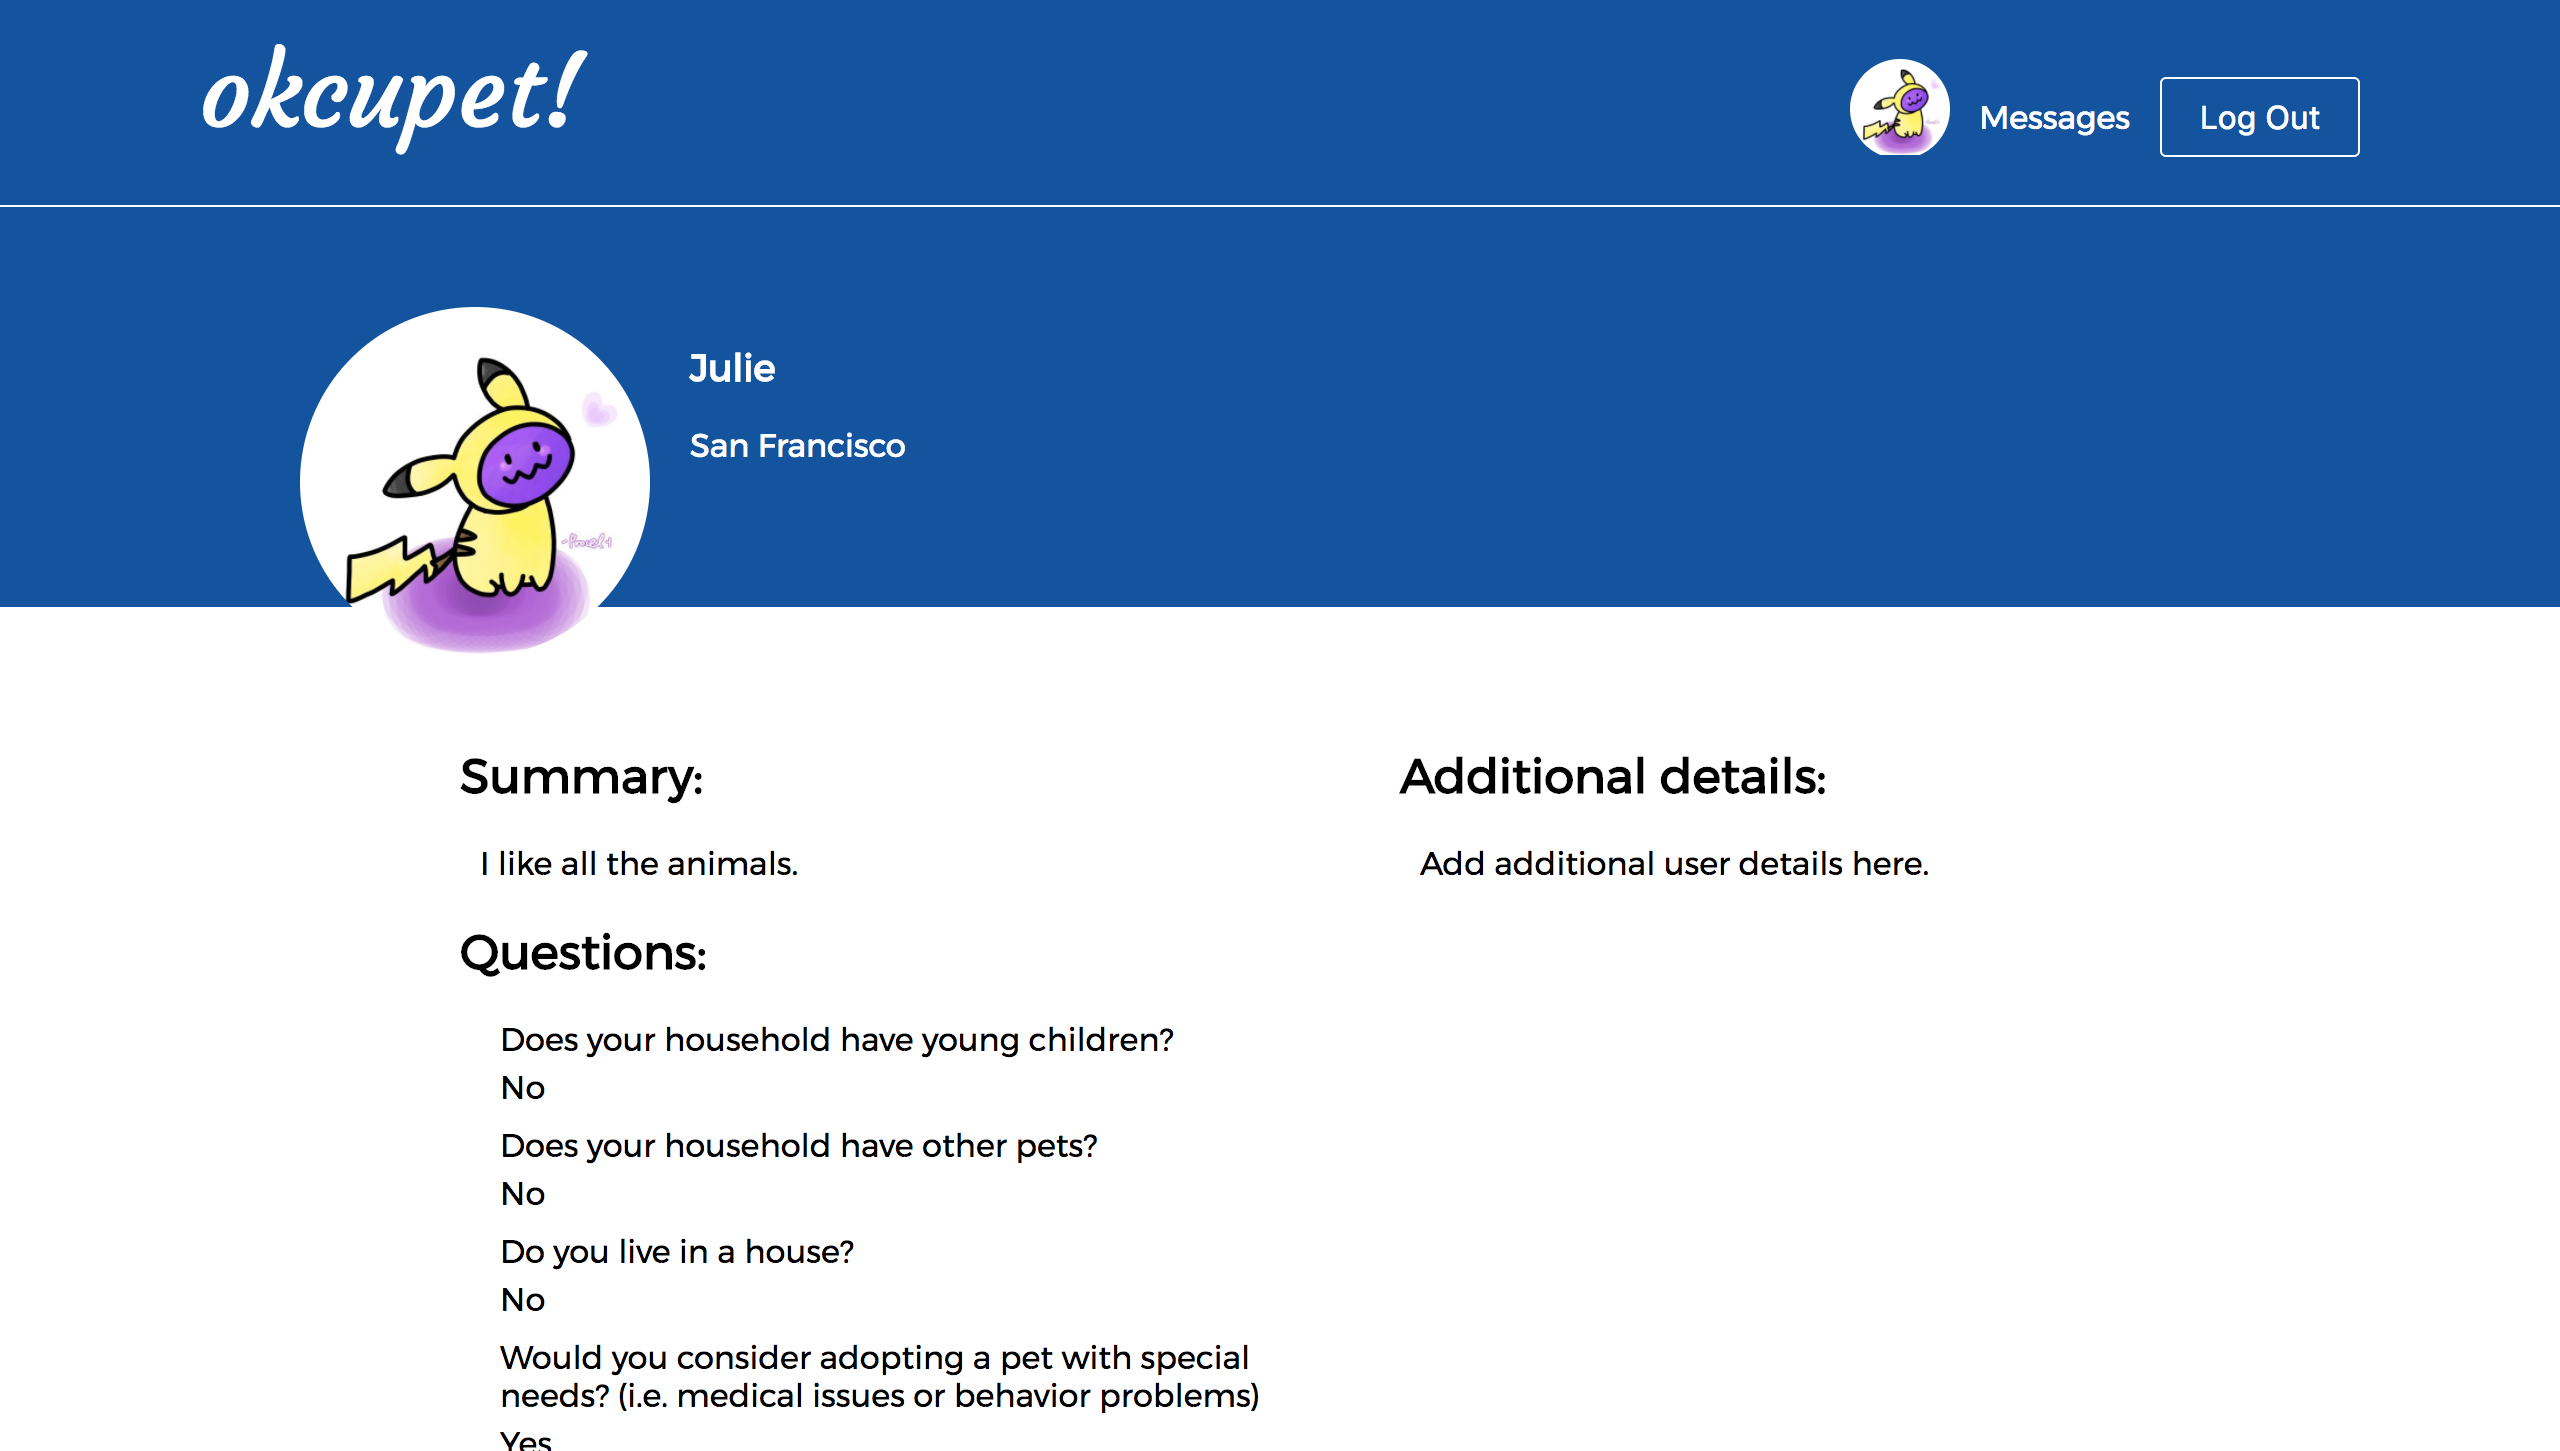 okcupet!
Messages
Log Out
Julie
San Francisco
Summary:
I like all the animals.
Questions:
Does your household have young children?
No
Does your household have other pets?
No
Do you live in a house?
No
Would you consider adopting a pet with special
needs? (i.e. medical issues or behavior problems)
Yes
Additional details:
Add additional user details here.